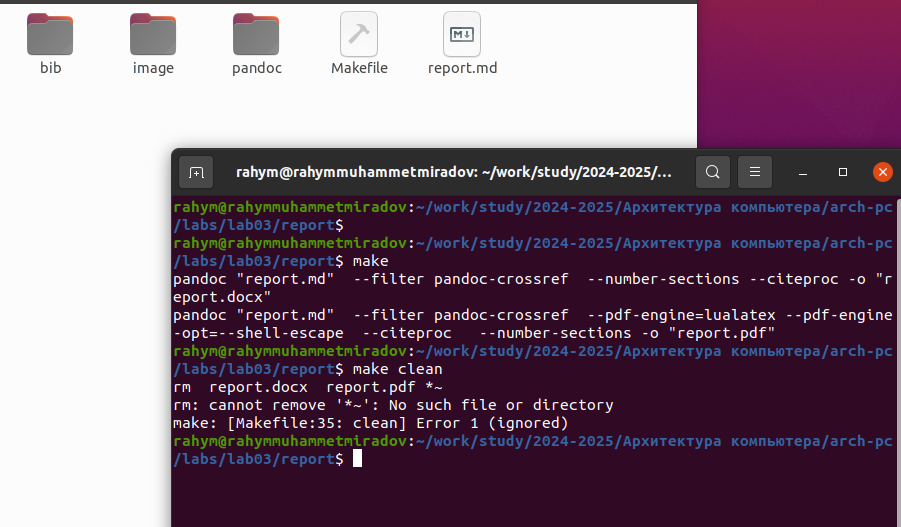 bib
image
pandoc
Makefile
report.md
rahym@rahymmuhammetmiradov: ~/work/study/2024-2025/...
rahym@rahymmuhammetmiradov:~/work/study/2024-2025/Архитектура компьютера/arch-pc
/labs/lab03/report$
rahym@rahymmuhammetmiradov:~/work/study/2024-2025/Архитектура компьютера/arch-pc
/labs/lab03/report$ make
pandoc "report.md"  --filter pandoc-crossref  --number-sections --citeproc -o "r
eport.docx"
pandoc "report.md"  --filter pandoc-crossref  --pdf-engine=lualatex --pdf-engine
-opt=--shell-escape  --citeproc   --number-sections -o "report.pdf"
rahym@rahymmuhammetmiradov:~/work/study/2024-2025/Архитектура компьютера/arch-pc
/labs/lab03/report$ make clean
rm  report.docx  report.pdf *~
rm: cannot remove '*~': No such file or directory
make: [Makefile:35: clean] Error 1 (ignored)
rahym@rahymmuhammetmiradov:~/work/study/2024-2025/Архитектура компьютера/arch-pc
/labs/lab03/report$